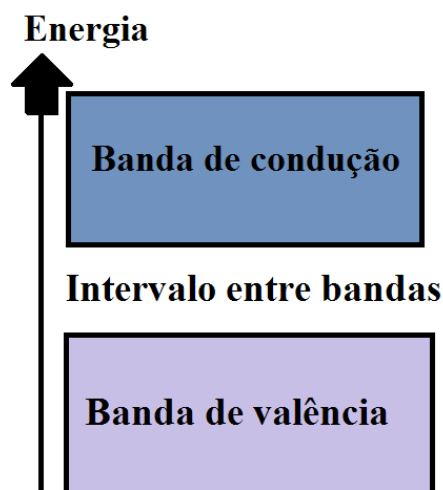 Energia
Banda de condução
Intervalo entre bandas
Banda de valência